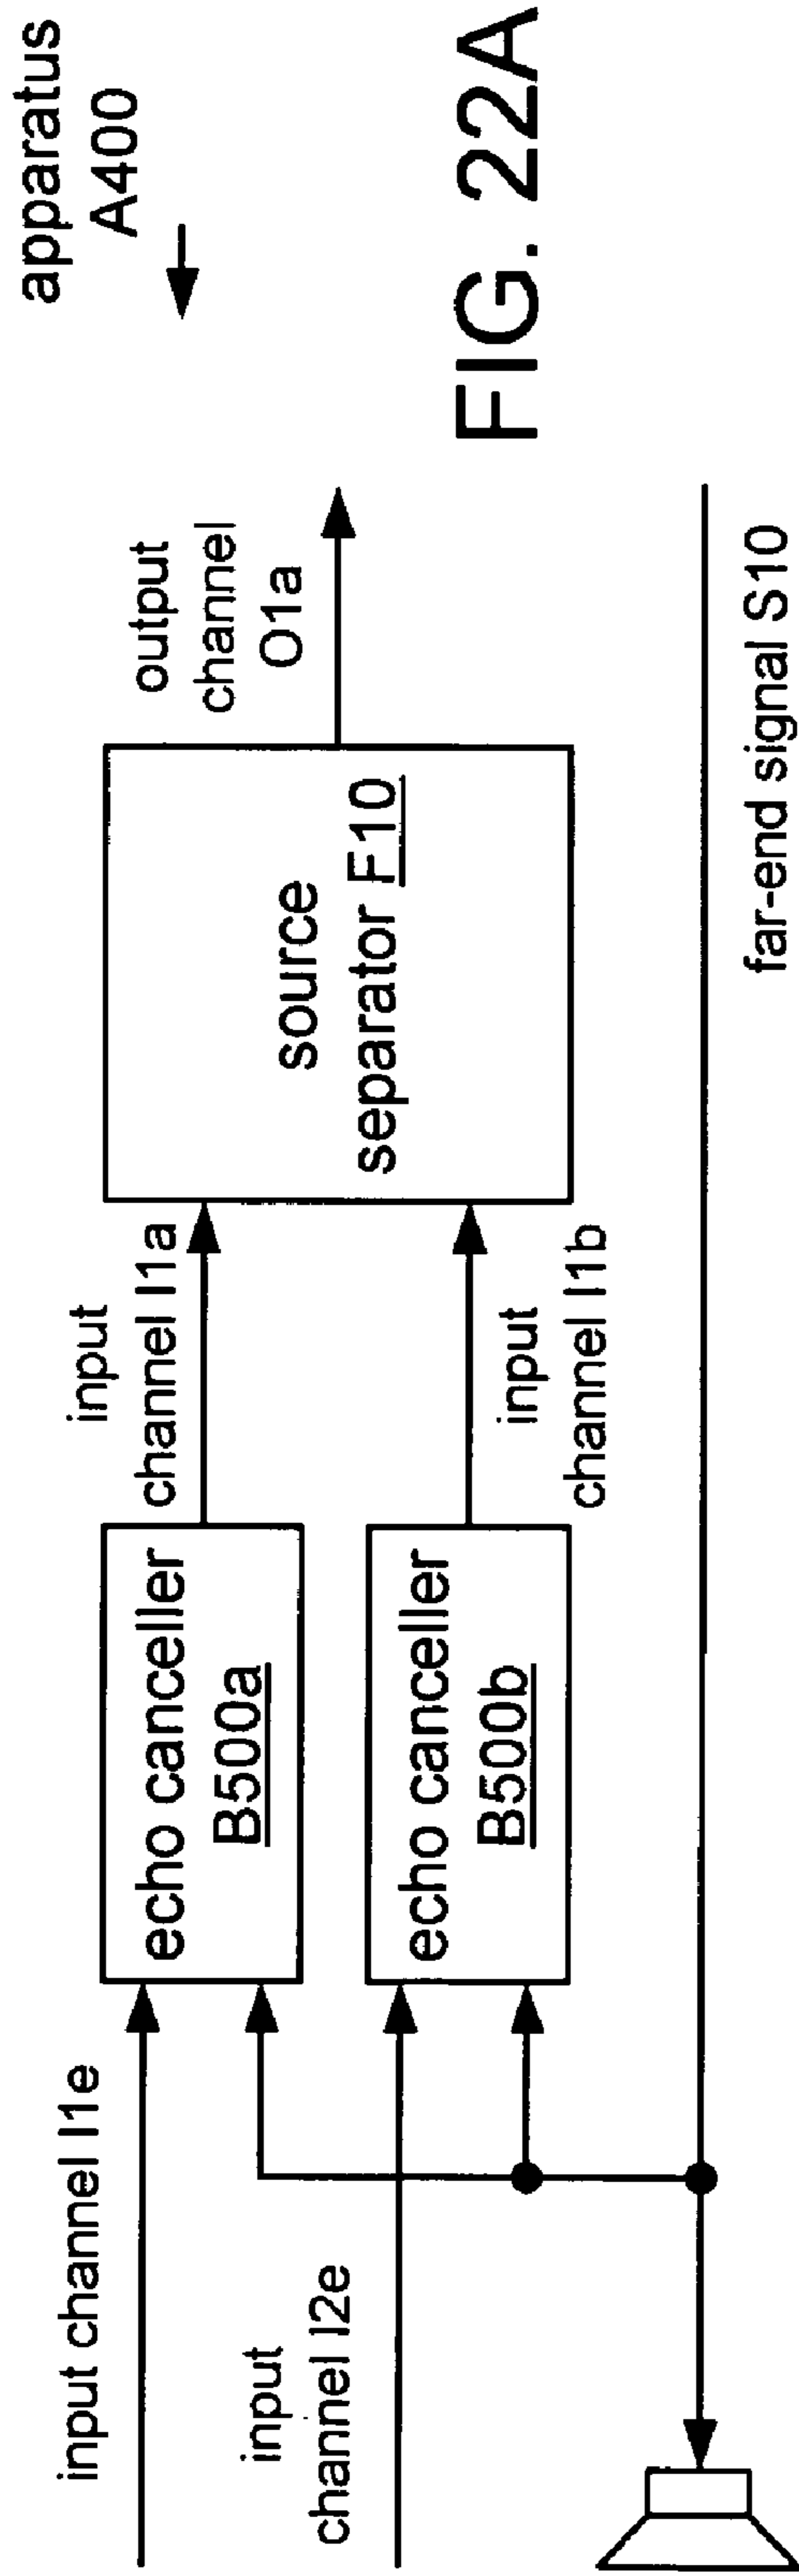 apparatus
A400
input channel I1e
input
channel I2e
echo canceller
B500a
echo canceller
B500b
input
channel I1a
input
channel I1b
source
separator F10
output
channel
O1a
far-end signal S10
FIG. 22A